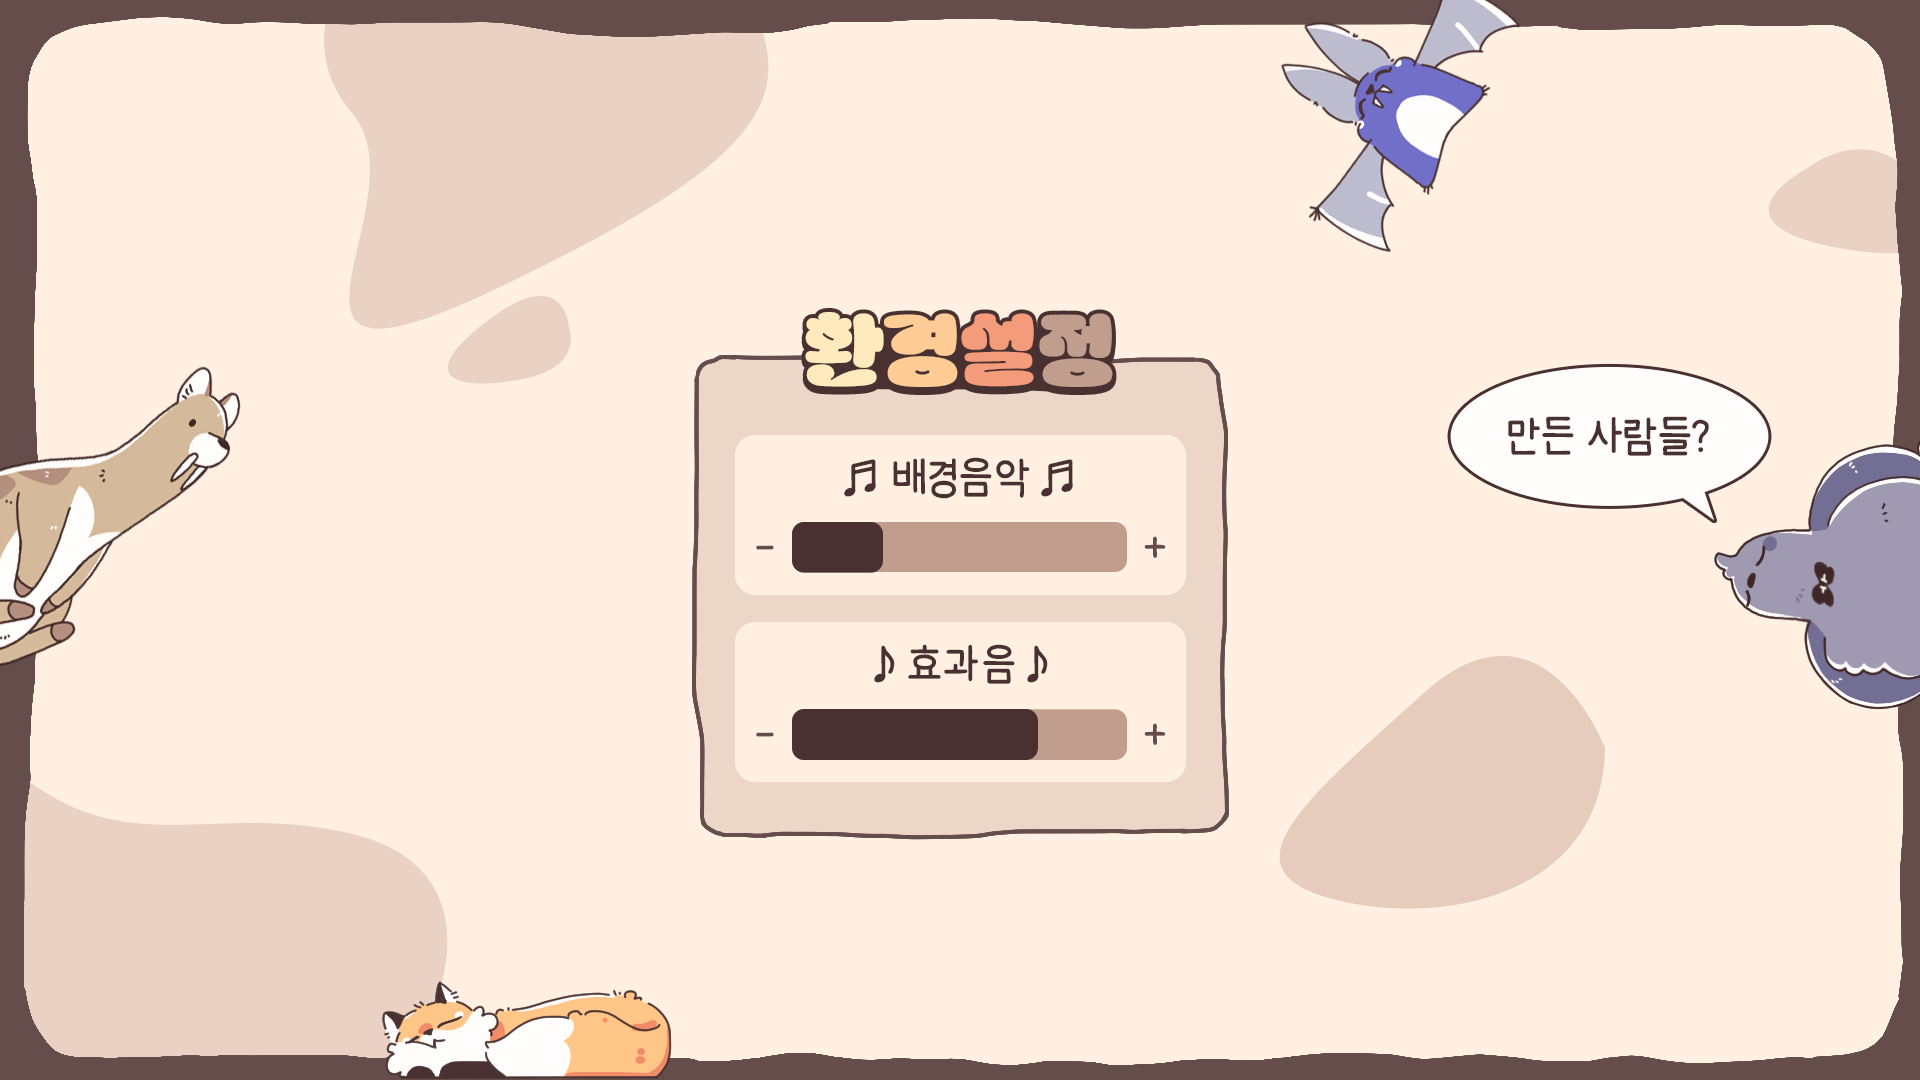 환경설정
♫ 배경음악 ♫
- +
♪ 효과음 ♪
- +
만든 사람들?